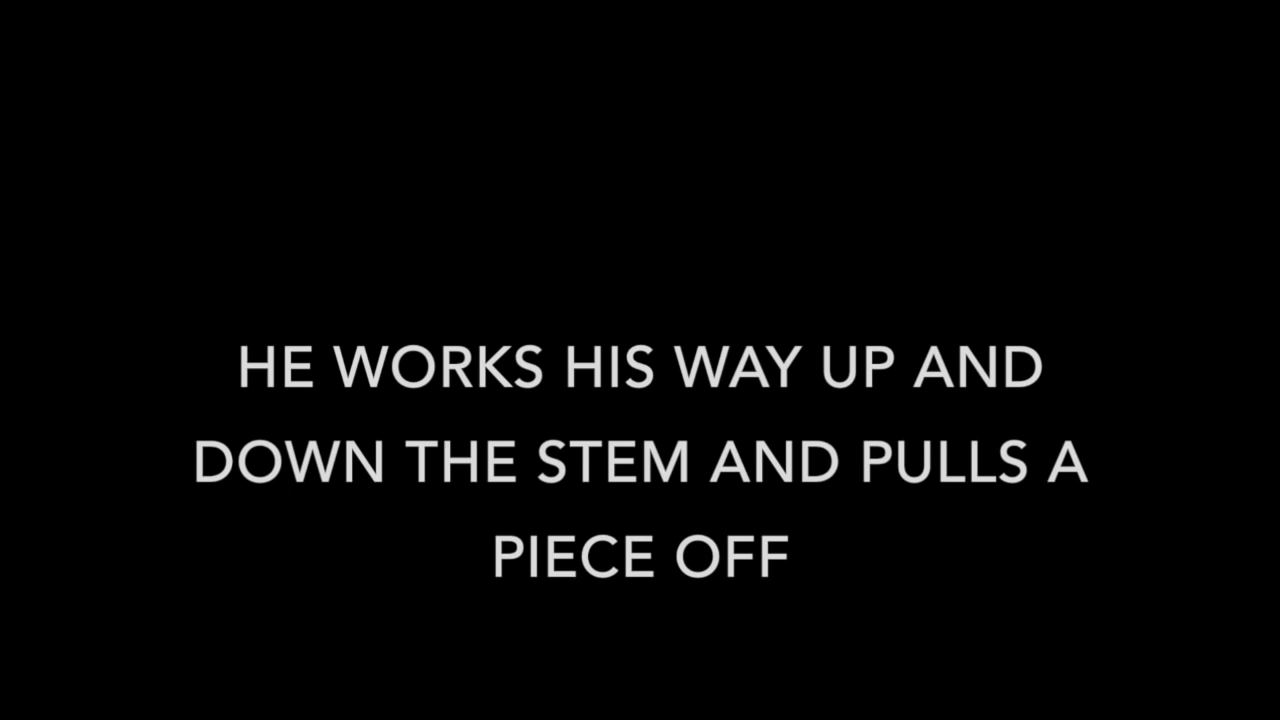 HE WORKS HIS WAY UP AND
DOWN THE STEM AND PULLS A
PIECE OFF